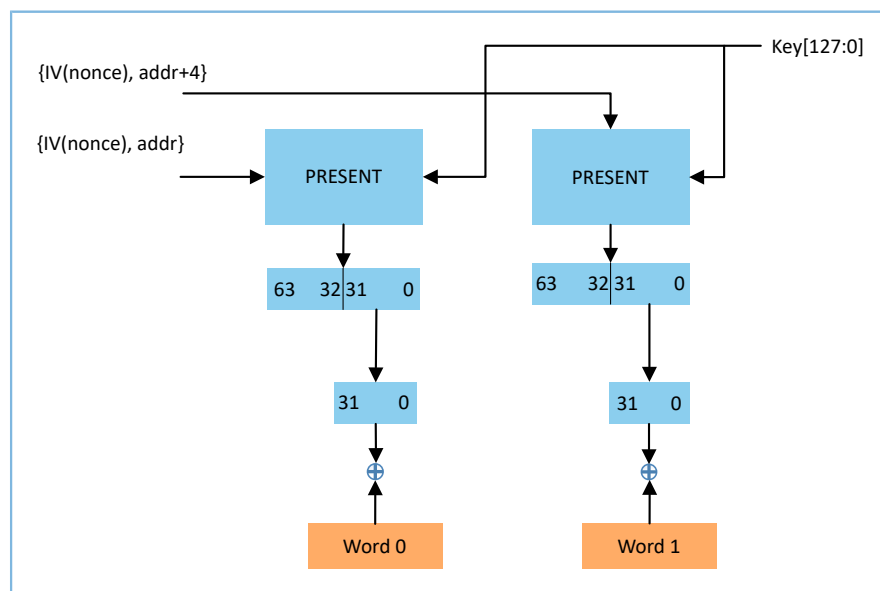 Key[127:0]
{IV(nonce), addr+4}
{IV(nonce), addr}
PRESENT
PRESENT
63 32 31 0
63 32 31 0
31 0
31 0
Word 0
Word 1